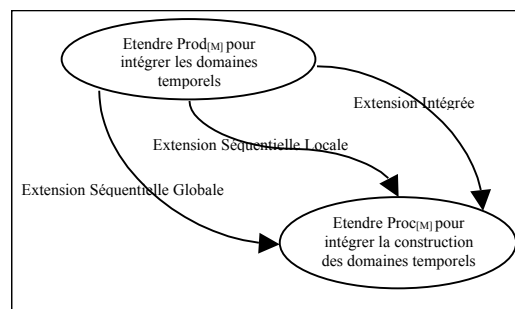 Etendre Prod[M] pour
intégrer les domaines
temporels
Extension Intégrée
Extension Séquentielle Locale
Extension Séquentielle Globale
Etendre Proc[M] pour
intégrer la construction
des domaines temporels